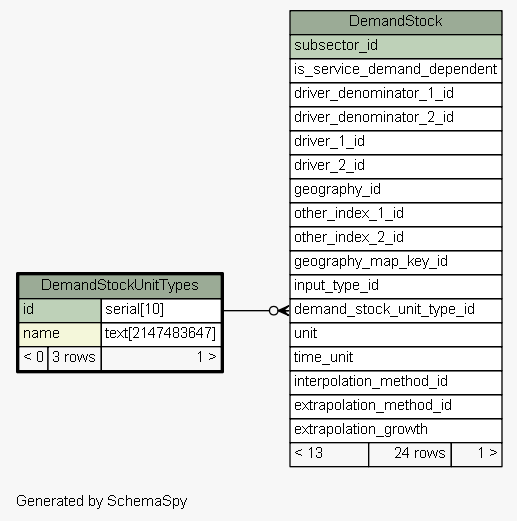 DemandStock
subsector_id
is_service_demand_dependent
driver_denominator_1_id
driver_denominator_2_id
driver_1_id
driver_2_id
geography_id
other_index_1_id
other_index_2_id
geography_map_key_id
input_type_id
demand_stock_unit_type_id
unit
time_unit
interpolation_method_id
extrapolation_method_id
extrapolation_growth
< 13 24 rows 1 >
DemandStockUnitTypes
id serial[10]
name text[2147483647]
< 0 3 rows 1 >
Generated by SchemaSpy